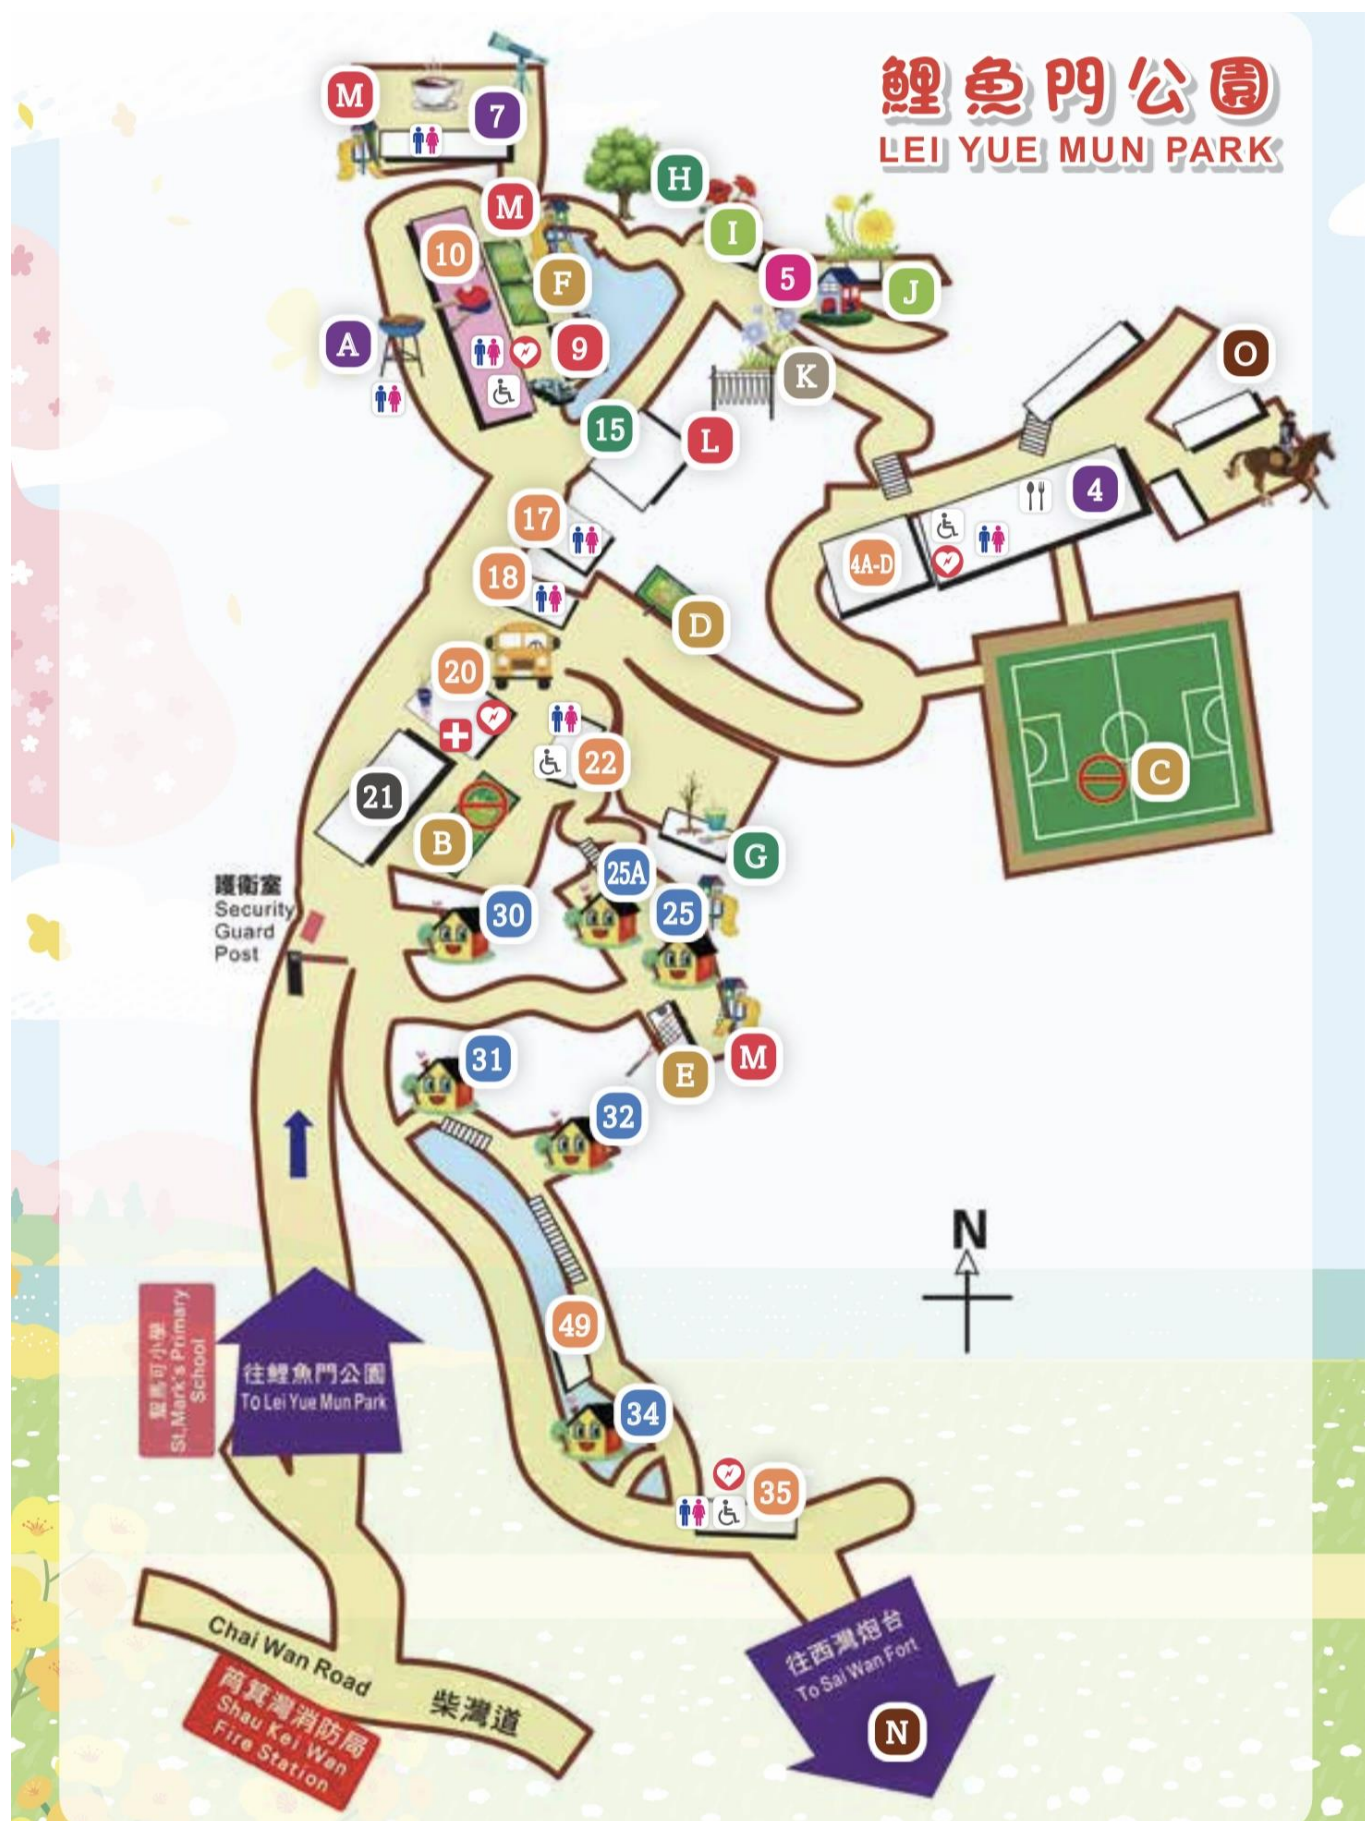 鯉魚門公園
LEI YUE MUN PARK
M
7
H
M
I
10
5
F
J
A
9
O
K
15
L
4
17
4A-D
18
D
20
22
C
21
B
G
25A
護衛室
Security
Guard
Post
30
25
31
M
E
32
N
49
聖馬可小學
St,Mark's Primary
School
往鯉魚門公園
To Lei Yue Mun Park
34
35
往西灣炮台
To Sai Wan Fort
N
Chai Wan Road
柴灣道
筲箕灣消防局
Shau Kei Wan
Fire Station